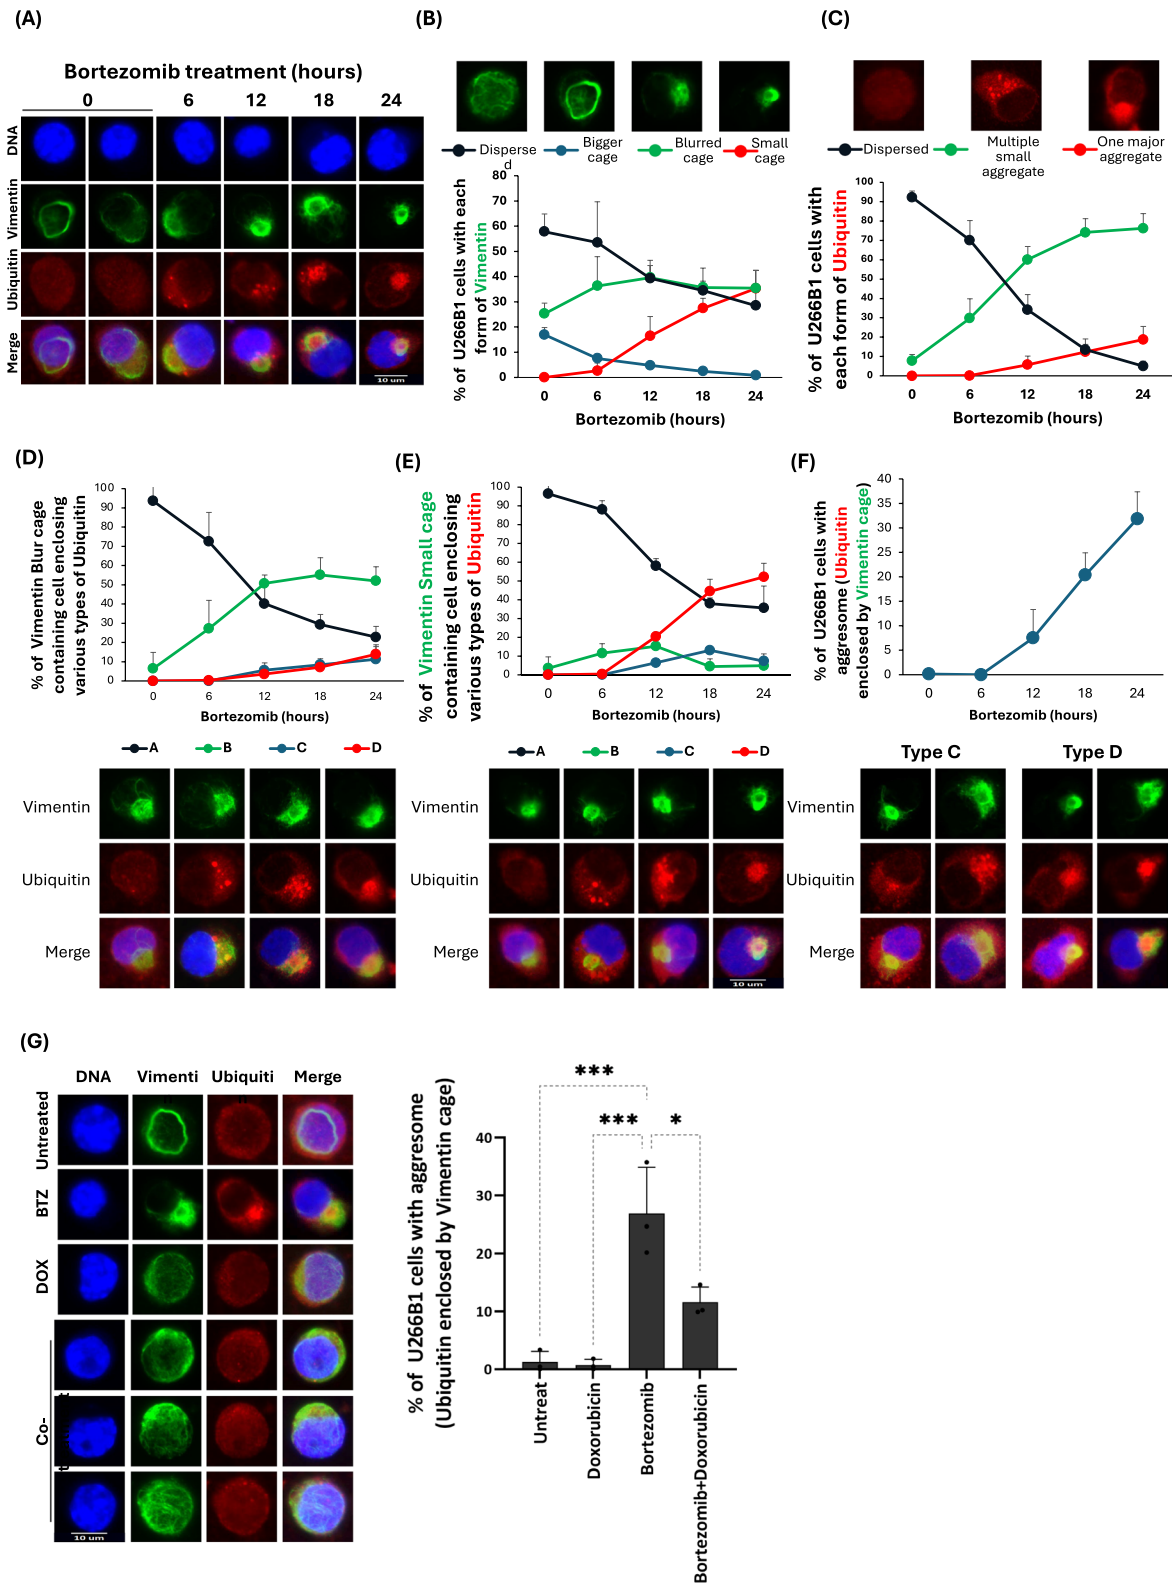 (A)
Bortezomib treatment (hours)
0 6 12 18 24
DNA
Vimentin
Ubiquitin
Merge
10 um
(B)
Disperse
d
Bigger
cage
Blurred
cage
Small
cage
% of U266B1 cells with each
form of Vimentin
80
70
60
50
40
30
20
10
0
0 6 12 18 24
Bortezomib (hours)
(C)
Dispersed
Multiple
small
aggregate
One major
aggregate
% of U266B1 cells with
each form of Ubiquitin
100
90
80
70
60
50
40
30
20
10
0
0 6 12 18 24
Bortezomib (hours)
(D)
% of Vimentin Blur cage
containing cell enclosing
various types of Ubiquitin
100
90
80
70
60
50
40
30
20
10
0
0 6 12 18 24
Bortezomib (hours)
A B C D
Vimentin
Ubiquitin
Merge
(E)
% of Vimentin Small cage
containing cell enclosing
various types of Ubiquitin
100
90
80
70
60
50
40
30
20
10
0
0 6 12 18 24
Bortezomib (hours)
A B C D
Vimentin
Ubiquitin
Merge
10 um
(F)
% of U266B1 cells with
aggresome (Ubiquitin
enclosed by Vimentin cage)
40
35
30
25
20
15
10
5
0
0 6 12 18 24
Bortezomib (hours)
Type C Type D
Vimentin
Ubiquitin
Merge
(G)
DNA Vimenti Ubiquiti Merge
Untreated
BTZ
DOX
Co-
t
t
10 um
% of U266B1 cells with aggresome
(Ubiquitin enclosed by Vimentin cage)
***
*** *
40
30
20
10
0
Untreat
Doxorubicin
Bortezomib
Bortezomib+Doxorubicin